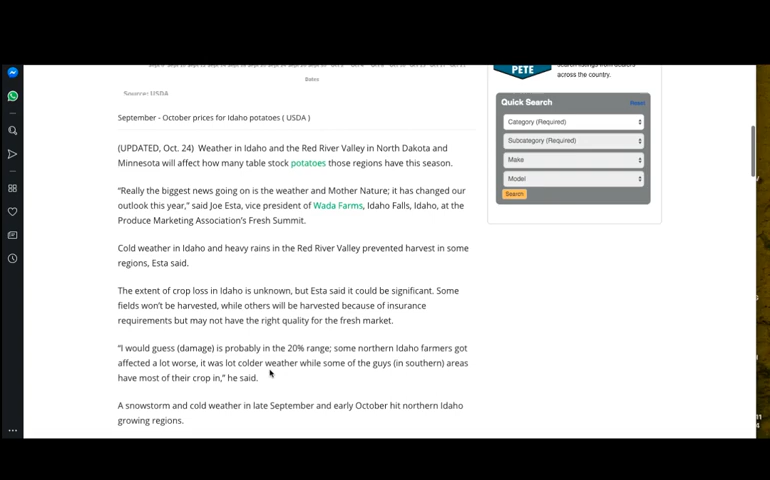 Dates
Source: USDA
September - October prices for Idaho potatoes ( USDA )
(UPDATED, Oct. 24)  Weather in Idaho and the Red River Valley in North Dakota and
Minnesota will affect how many table stock potatoes those regions have this season.
“Really the biggest news going on is the weather and Mother Nature; it has changed our
outlook this year,” said Joe Esta, vice president of Wada Farms, Idaho Falls, Idaho, at the
Produce Marketing Association’s Fresh Summit.
Cold weather in Idaho and heavy rains in the Red River Valley prevented harvest in some
regions, Esta said.
The extent of crop loss in Idaho is unknown, but Esta said it could be significant. Some
fields won’t be harvested, while others will be harvested because of insurance
requirements but may not have the right quality for the fresh market.
“I would guess (damage) is probably in the 20% range; some northern Idaho farmers got
affected a lot worse, it was lot colder weather while some of the guys (in southern) areas
have most of their crop in,” he said.
A snowstorm and cold weather in late September and early October hit northern Idaho
growing regions.
PETE
across the country.
Quick Search
Reset
Category (Required)
Subcategory (Required)
Make
Model
Search